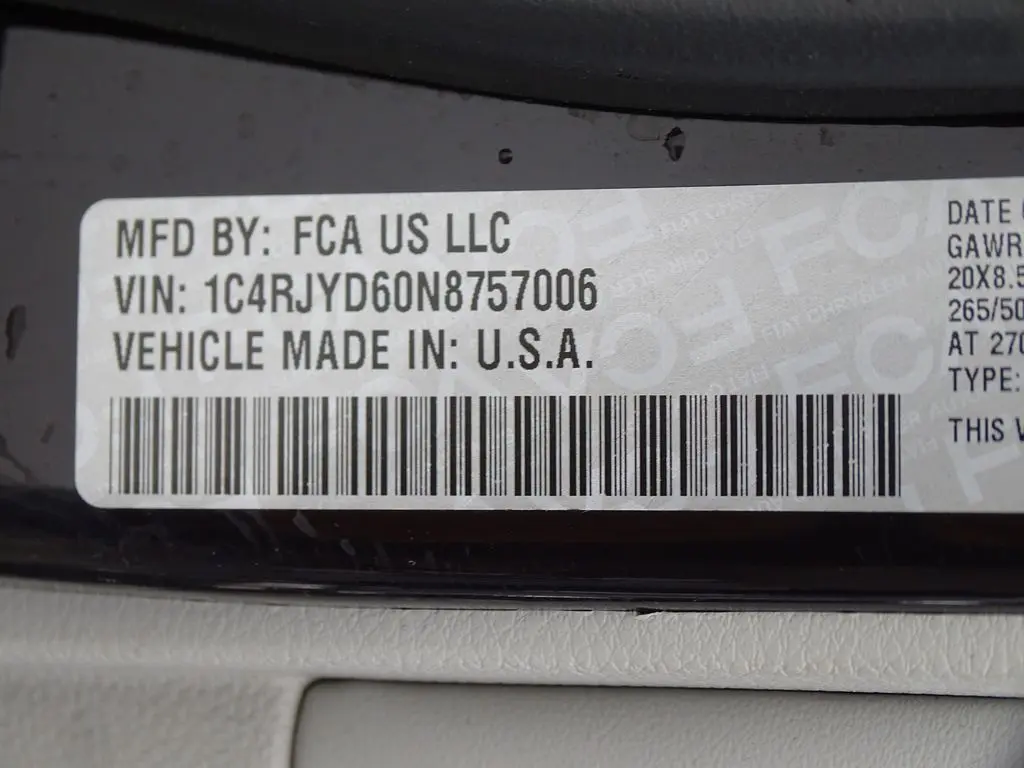 MFD BY: FCA US LLC
VIN: 1C4RJYD60N8757006
VEHICLE MADE IN: U.S.A.
DATE
GAWR
20X8.5
265/50
AT 270
TYPE:
THIS
FCA